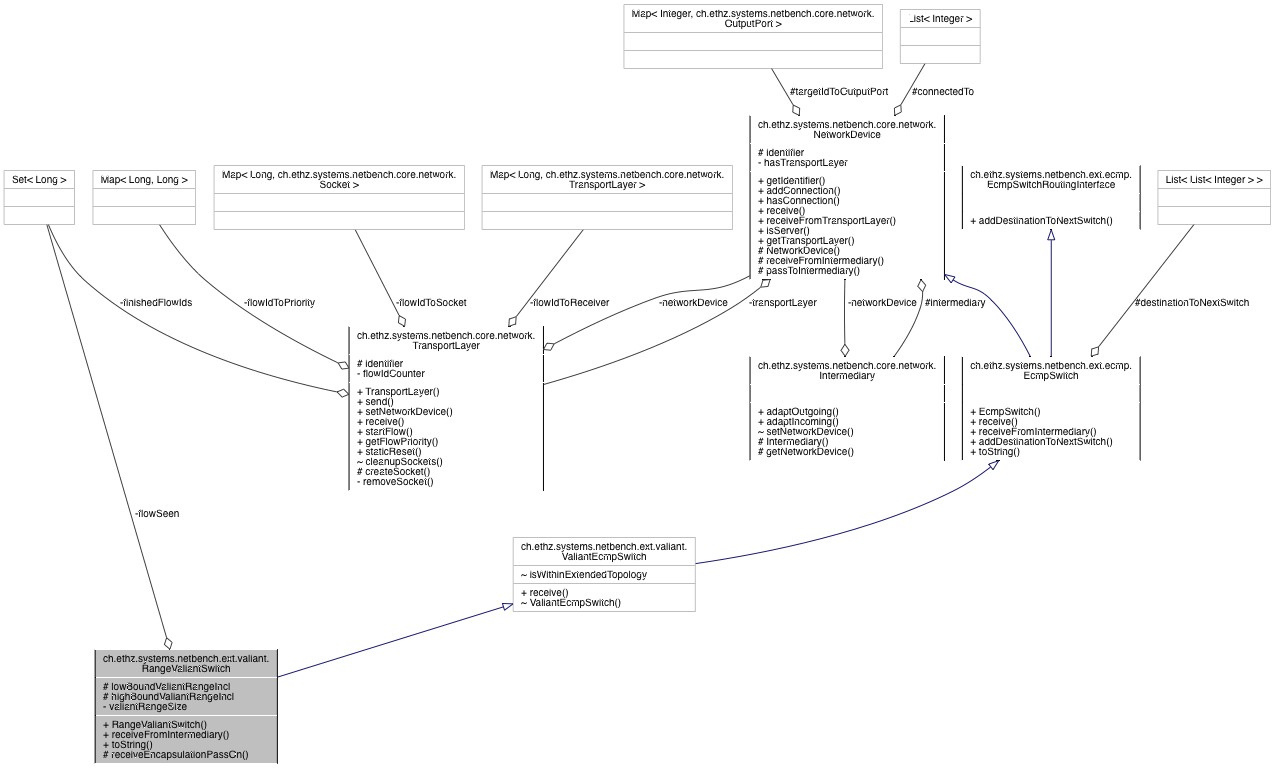 Map< Integer, ch.ethz.systems.netbench.core.network.
OutputPort >
List< Integer >
#targetIdToOutputPort
#connectedTo
ch.ethz.systems.netbench.core.network.
NetworkDevice
# identifier
- hasTransportLayer
+ getIdentifier()
+ addConnection()
+ hasConnection()
+ receive()
+ receiveFromTransportLayer()
+ isServer()
+ getTransportLayer()
# NetworkDevice()
# receiveFromIntermediary()
# passToIntermediary()
Set< Long >
Map< Long, Long >
Map< Long, ch.ethz.systems.netbench.core.network.
Socket >
Map< Long, ch.ethz.systems.netbench.core.network.
TransportLayer >
ch.ethz.systems.netbench.ext.ecmp.
EcmpSwitchRoutingInterface
+ addDestinationToNextSwitch()
List< List< Integer > >
-finishedFlowIds
-flowIdToPriority
-flowIdToSocket
-flowIdToReceiver
-networkDevice
-transportLayer
-networkDevice
#intermediary
#destinationToNextSwitch
ch.ethz.systems.netbench.core.network.
TransportLayer
# identifier
- flowIdCounter
+ TransportLayer()
+ send()
+ setNetworkDevice()
+ receive()
+ startFlow()
+ getFlowPriority()
+ staticReset()
~ cleanupSockets()
# createSocket()
- removeSocket()
ch.ethz.systems.netbench.core.network.
Intermediary
+ adaptOutgoing()
+ adaptIncoming()
~ setNetworkDevice()
# Intermediary()
# getNetworkDevice()
ch.ethz.systems.netbench.ext.ecmp.
EcmpSwitch
+ EcmpSwitch()
+ receive()
+ receiveFromIntermediary()
+ addDestinationToNextSwitch()
+ toString()
-flowSeen
ch.ethz.systems.netbench.ext.valiant.
ValiantEcmpSwitch
~ isWithinExtendedTopology
+ receive()
~ ValiantEcmpSwitch()
ch.ethz.systems.netbench.ext.valiant.
RangeValiantSwitch
# lowBoundValiantRangeIncl
# highBoundValiantRangeIncl
- valiantRangeSize
+ RangeValiantSwitch()
+ receiveFromIntermediary()
+ toString()
# receiveEncapsulationPassOn()